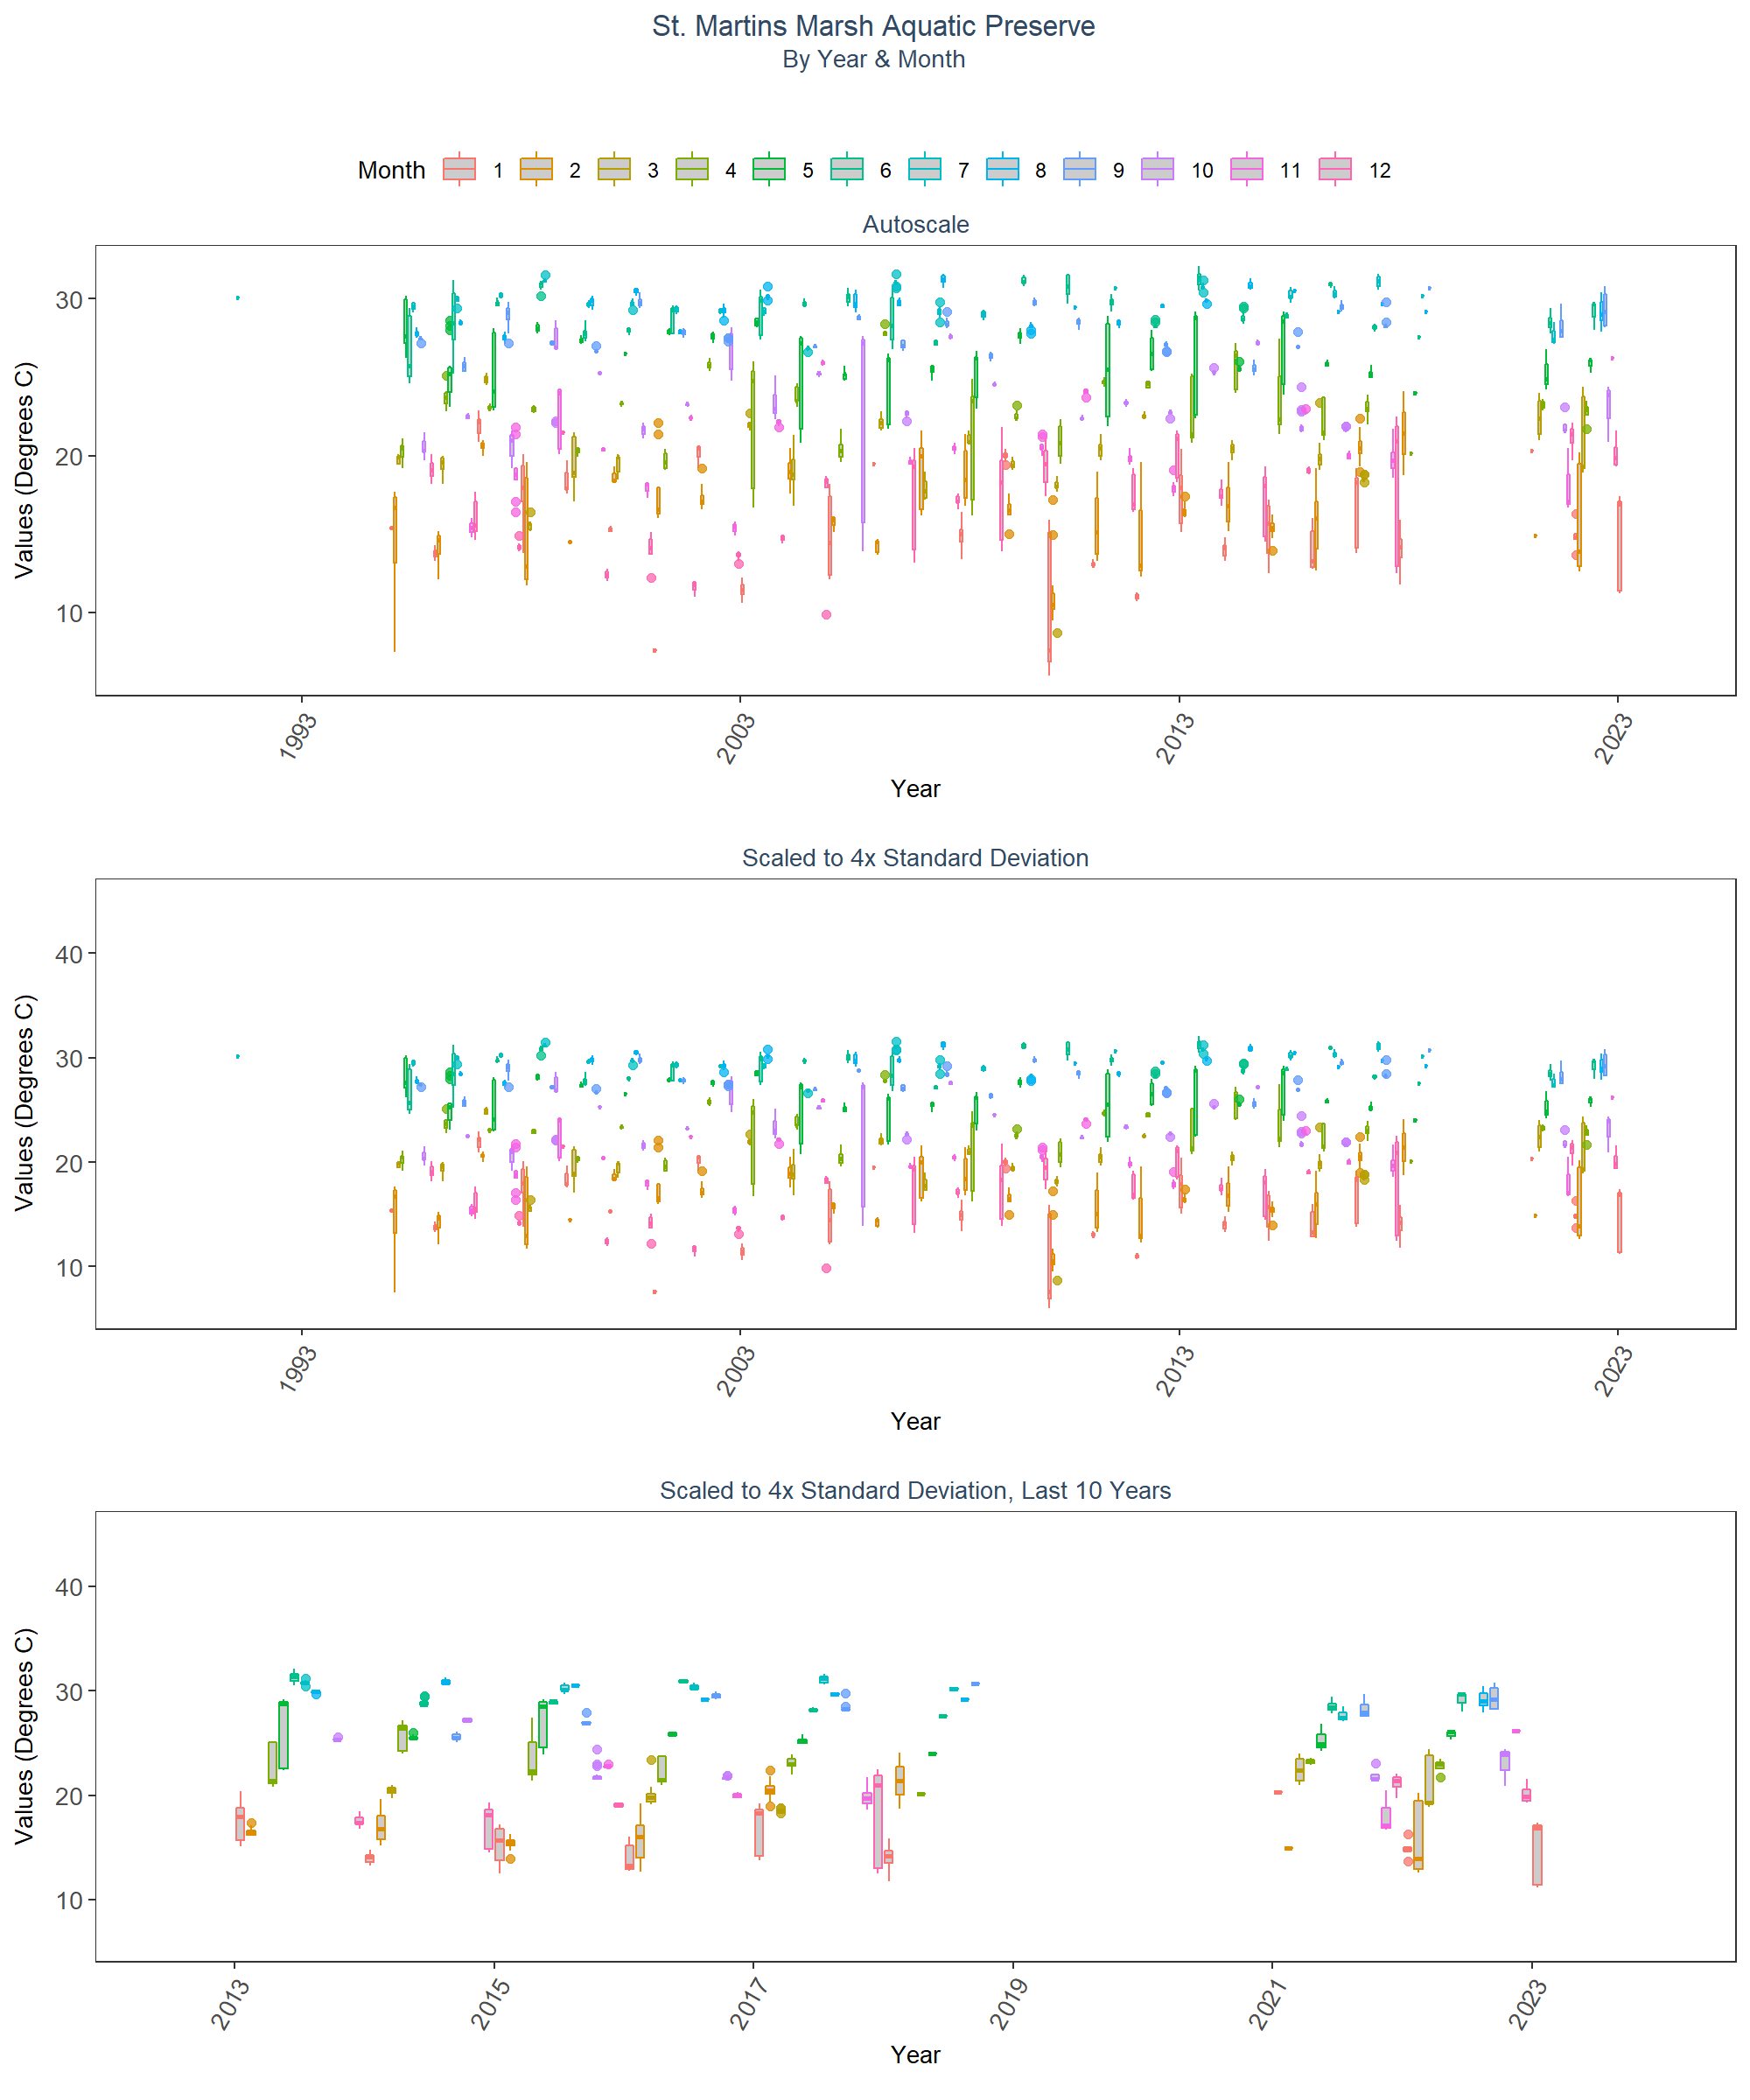 St. Martins Marsh Aquatic Preserve
By Year & Month
Month 1 2 3 4 5 6 7 8 9 10 11 12
Autoscale
Values (Degrees C)
30
20
10
1993 2003 2013 2023
Year
Scaled to 4x Standard Deviation
Values (Degrees C)
40
30
20
10
1993 2003 2013 2023
Year
Scaled to 4x Standard Deviation, Last 10 Years
Values (Degrees C)
40
30
20
10
2013 2015 2017 2019 2021 2023
Year